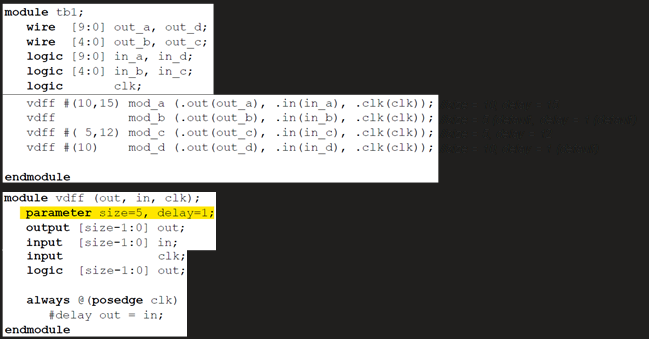 module tb1;
wire [9:0] out_a, out_d;
wire [4:0] out_b, out_c;
logic [9:0] in_a, in_d;
logic [4:0] in_b, in_c;
logic clk;
vdff #(10,15) mod_a (.out(out_a), .in(in_a), .clk(clk));
vdff mod_b (.out(out_b), .in(in_b), .clk(clk));
vdff #( 5,12) mod_c (.out(out_c), .in(in_c), .clk(clk));
vdff #(10) mod_d (.out(out_d), .in(in_d), .clk(clk));
endmodule
module vdff (out, in, clk);
parameter size=5, delay=1;
output [size-1:0] out;
input [size-1:0] in;
input clk;
logic [size-1:0] out;
always @(posedge clk)
#delay out = in;
endmodule